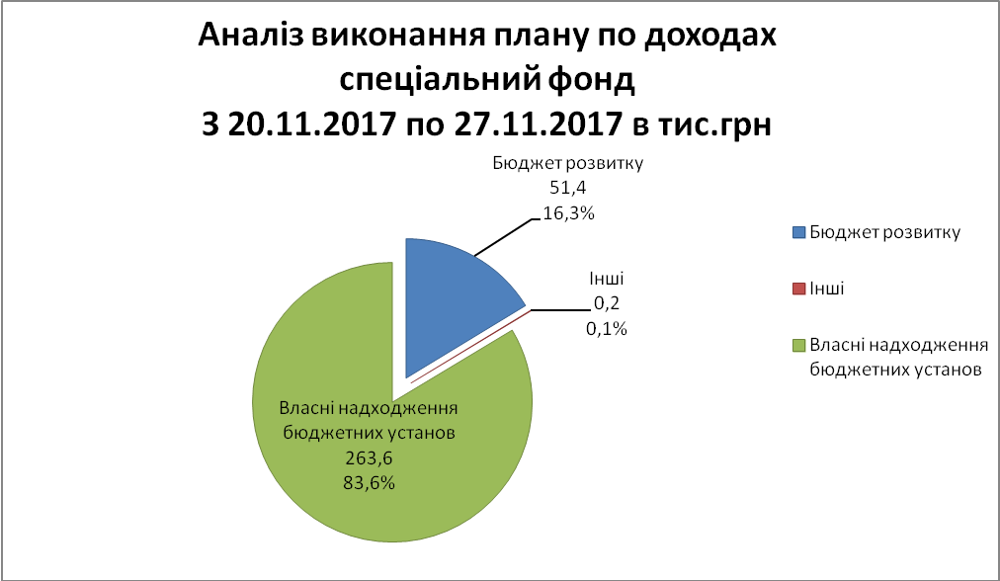 Аналіз виконання плану по доходах
спеціальний фонд
З 20.11.2017 по 27.11.2017 в тис.грн
Бюджет розвитку
51,4
16,3%
Інші
0,2
0,1%
Власні надходження
бюджетних установ
263,6
83,6%
Бюджет розвитку
Інші
Власні надходження
бюджетних установ